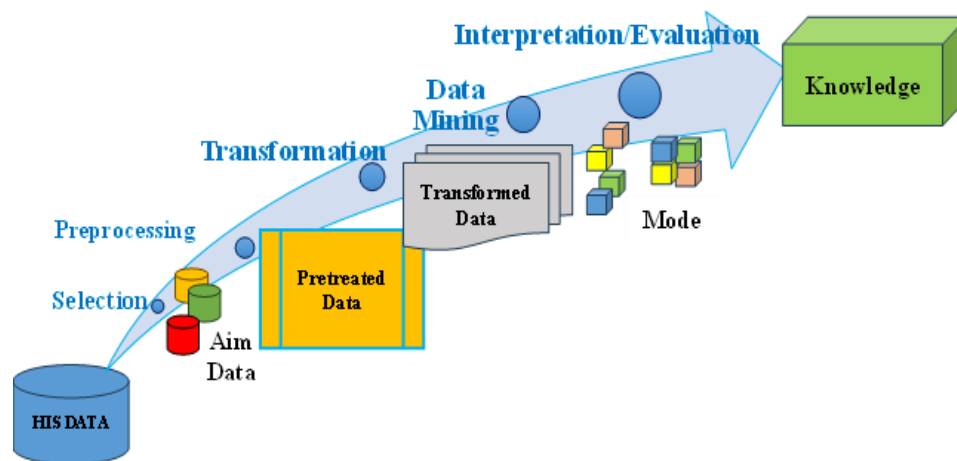 Interpretation/Evaluation
Knowledge
Data
Mining
Transformation
Transformed
Data
Mode
Preprocessing
Pretreated
Data
Selection
Aim
Data
HIS DATA